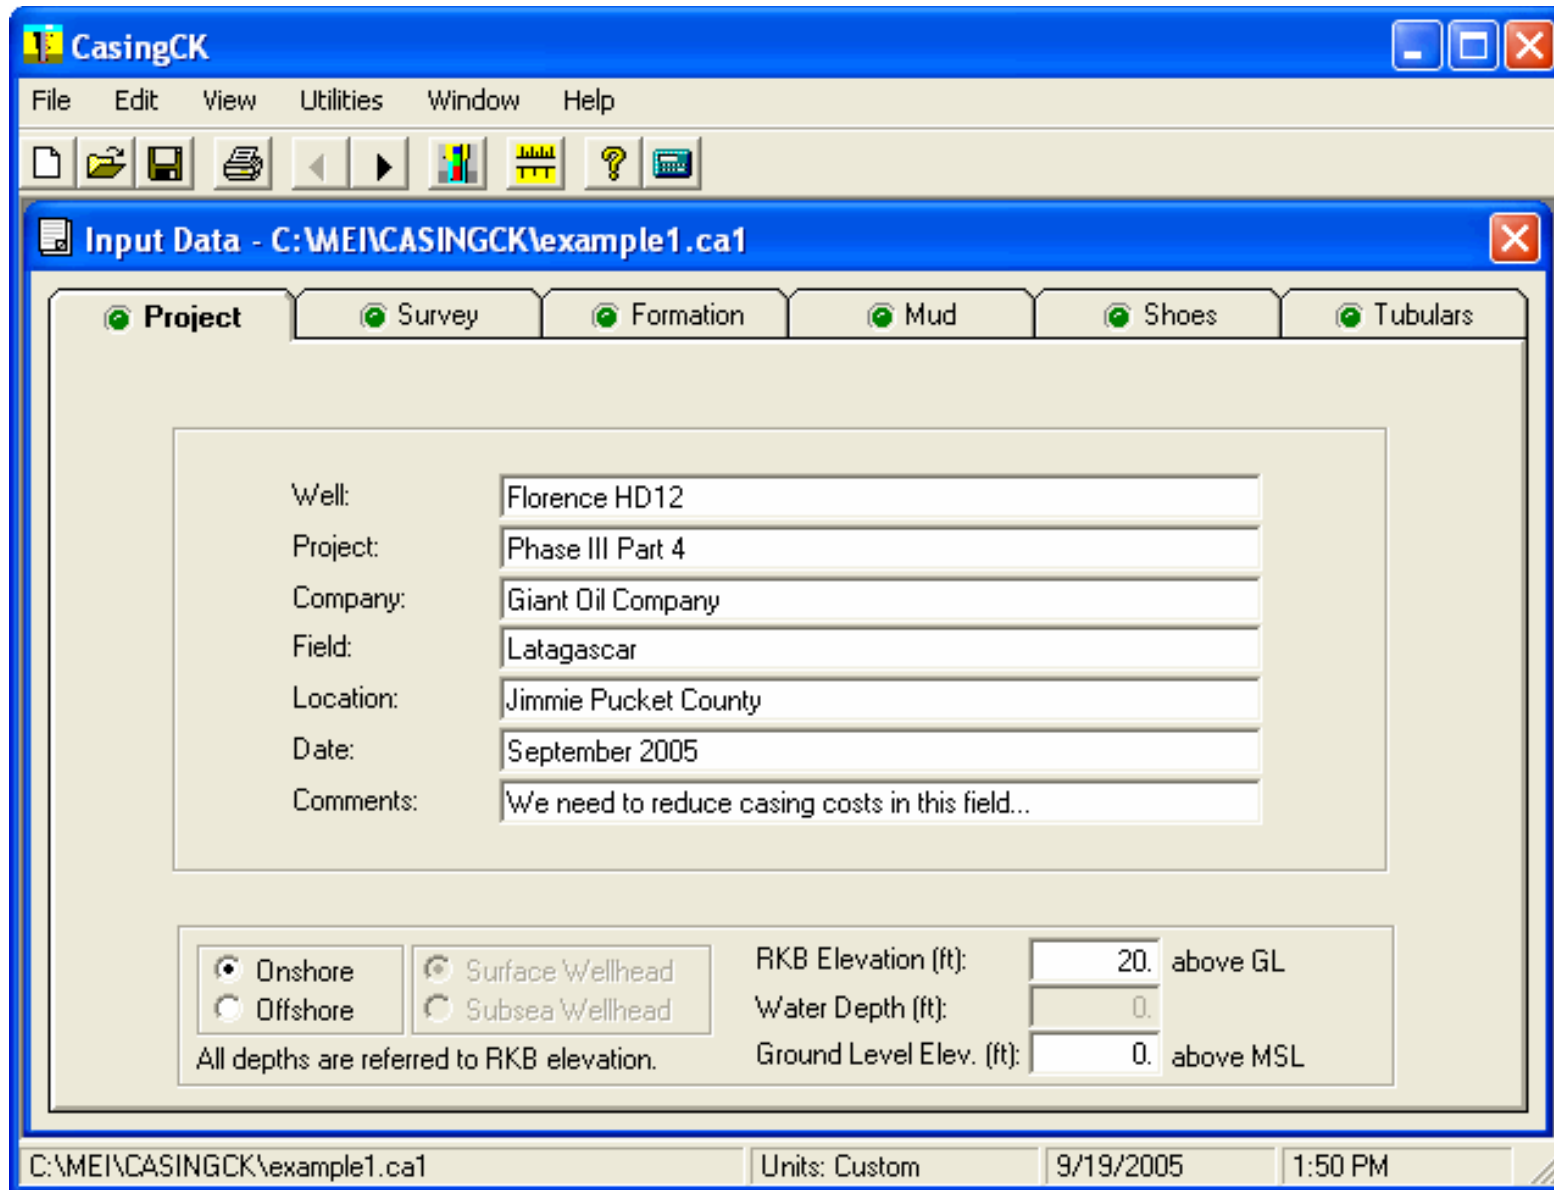 CasingCK
File Edit View Utilities Window Help
Input Data - C:\MEI\CASINGCK\example1.ca1
Project Survey Formation Mud Shoes Tubulars
Well: Florence HD12
Project: Phase III Part 4
Company: Giant Oil Company
Field: Latagascar
Location: Jimmie Pucket County
Date: September 2005
Comments: We need to reduce casing costs in this field...
Onshore Surface Wellhead RKB Elevation (ft): 20. above GL
Offshore Subsea Wellhead Water Depth (ft): 0.
All depths are referred to RKB elevation. Ground Level Elev. (ft): 0. above MSL
C:\MEI\CASINGCK\example1.ca1 Units: Custom 9/19/2005 1:50 PM